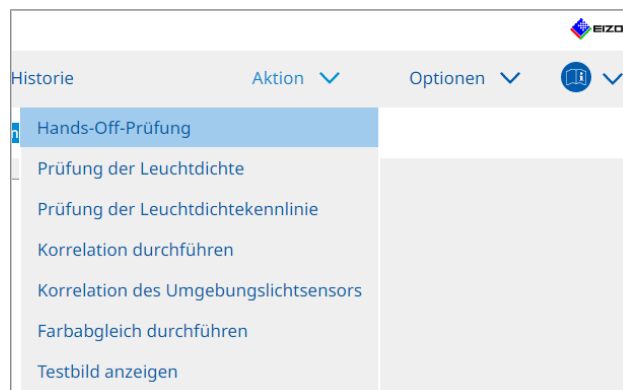 EIZO
Historie Aktion Optionen
Hands-Off-Prüfung
Prüfung der Leuchtdichte
Prüfung der Leuchtdichtekennlinie
Korrelation durchführen
Korrelation des Umgebungslichtsensors
Farbabgleich durchführen
Testbild anzeigen